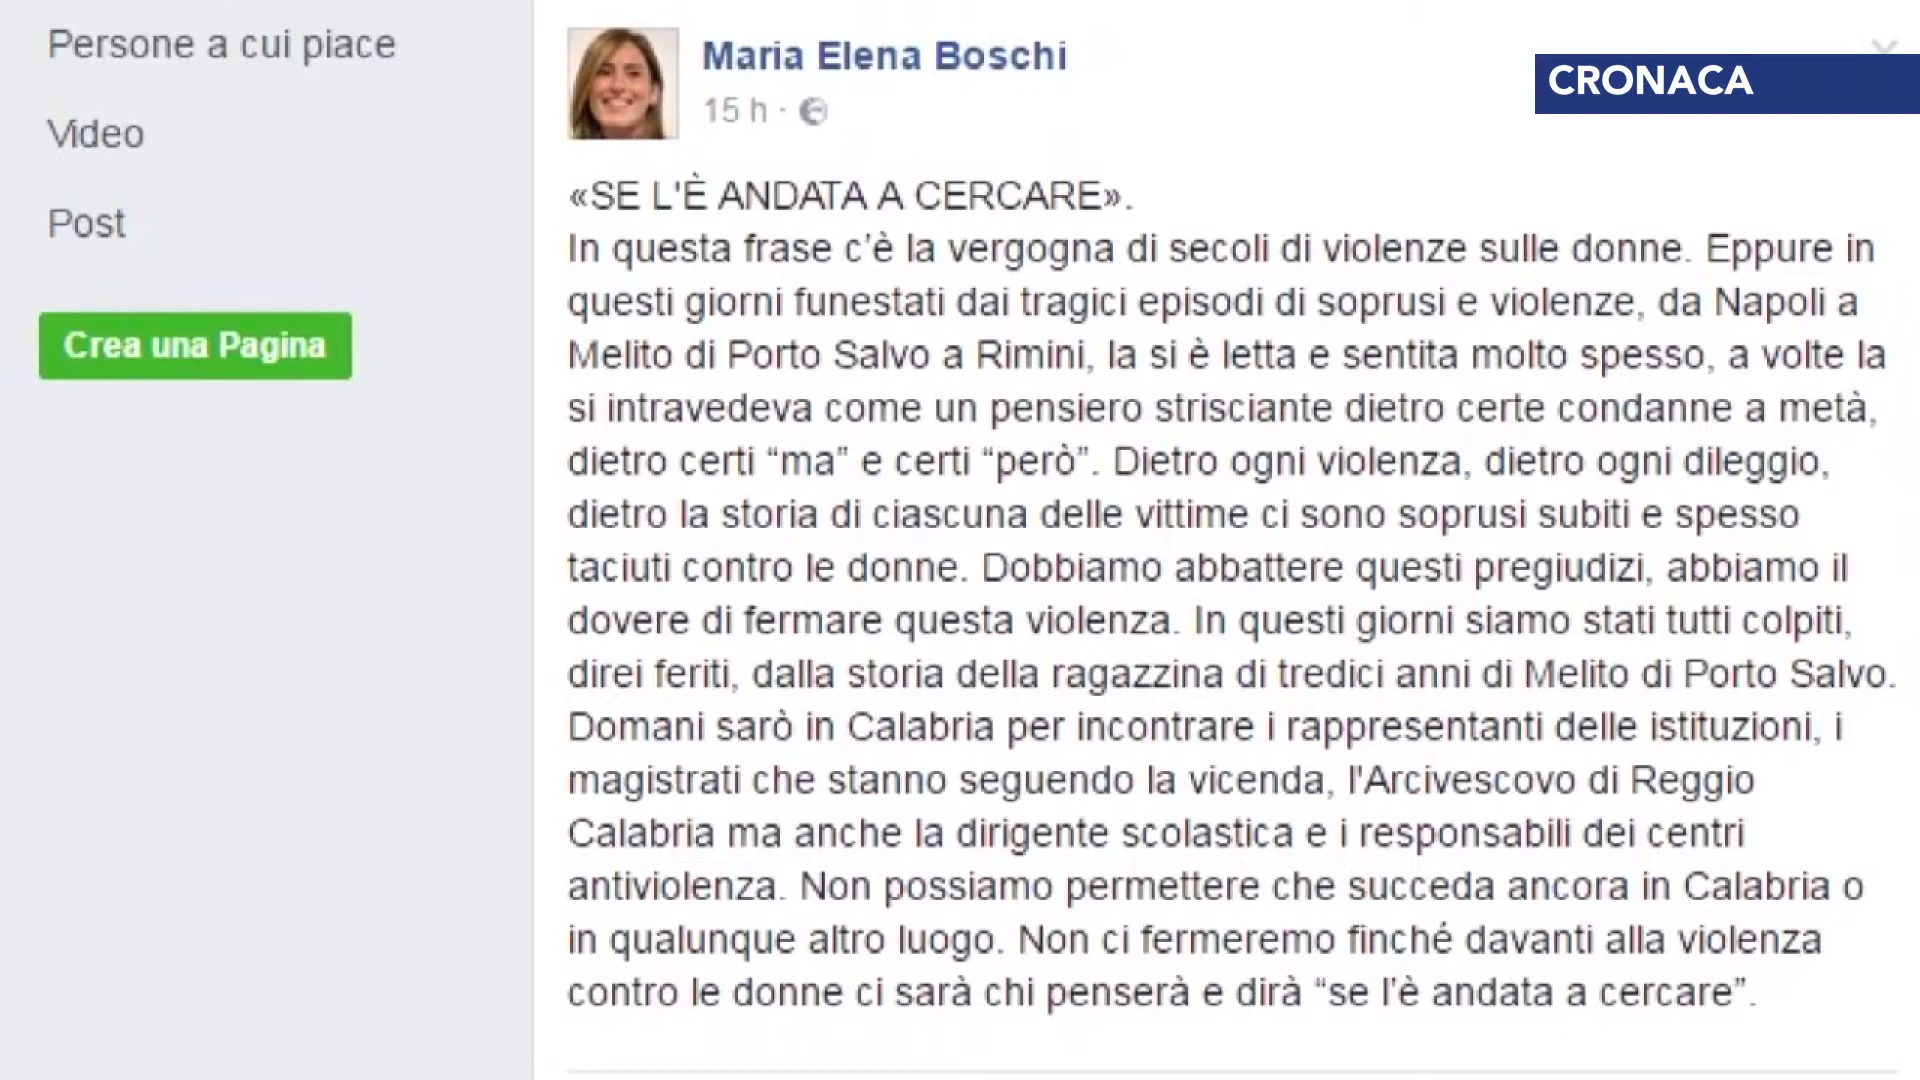 Persone a cui piace
Video
Post
Crea una Pagina
Maria Elena Boschi
15 h ·
CRONACA
«SE L'È ANDATA A CERCARE».
In questa frase c’è la vergogna di secoli di violenze sulle donne. Eppure in
questi giorni funestati dai tragici episodi di soprusi e violenze, da Napoli a
Melito di Porto Salvo a Rimini, la si è letta e sentita molto spesso, a volte la
si intravedeva come un pensiero strisciante dietro certe condanne a metà,
dietro certi “ma” e certi “però”. Dietro ogni violenza, dietro ogni dileggio,
dietro la storia di ciascuna delle vittime ci sono soprusi subiti e spesso
taciuti contro le donne. Dobbiamo abbattere questi pregiudizi, abbiamo il
dovere di fermare questa violenza. In questi giorni siamo stati tutti colpiti,
direi feriti, dalla storia della ragazzina di tredici anni di Melito di Porto Salvo.
Domani sarò in Calabria per incontrare i rappresentanti delle istituzioni, i
magistrati che stanno seguendo la vicenda, l'Arcivescovo di Reggio
Calabria ma anche la dirigente scolastica e i responsabili dei centri
antiviolenza. Non possiamo permettere che succeda ancora in Calabria o
in qualunque altro luogo. Non ci fermeremo finché davanti alla violenza
contro le donne ci sarà chi penserà e dirà “se l’è andata a cercare”.